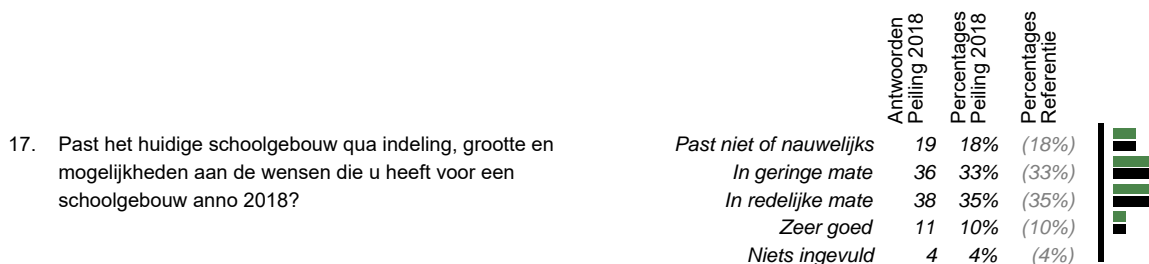 Antwoorden
Peiling 2018
Percentages
Peiling 2018
Percentages
Referentie
17. Past het huidige schoolgebouw qua indeling, grootte en
mogelijkheden aan de wensen die u heeft voor een
schoolgebouw anno 2018?
Past niet of nauwelijks 19 18% (18%)
In geringe mate 36 33% (33%)
In redelijke mate 38 35% (35%)
Zeer goed 11 10% (10%)
Niets ingevuld 4 4% (4%)